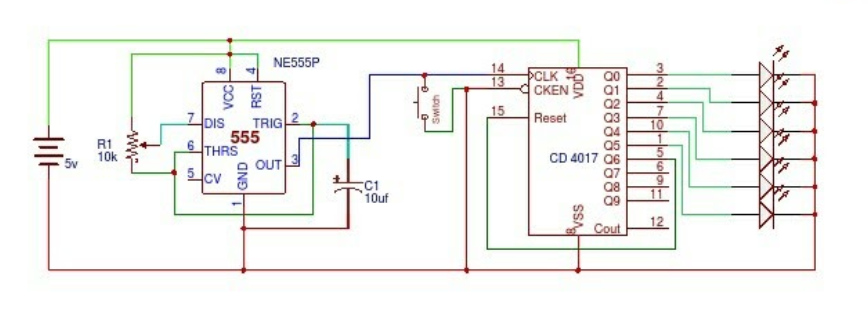 NE555P
8
4
VCC
RST
7
DIS
TRIG
2
555
R1
10k
6
THRS
OUT
3
5
CV
GND
1
5v
+
C1
10uf
Switch
14
CLK
13
CKEN
15
Reset
16
VDD
CD 4017
8
VSS
Q0
3
Q1
2
Q2
4
Q3
7
Q4
10
Q5
1
Q6
5
Q7
6
Q8
9
Q9
11
Cout
12